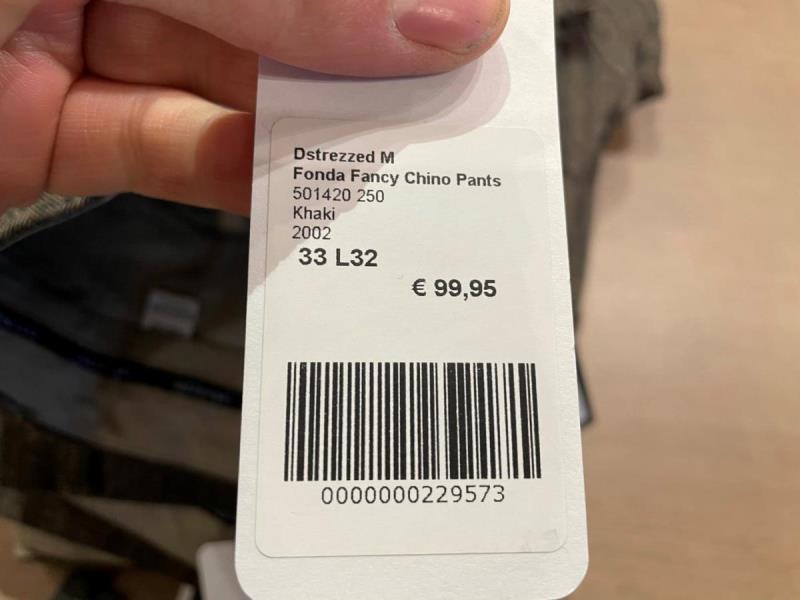 Dstrezzed M
Fonda Fancy Chino Pants
501420 250
Khaki
2002
33 L32
€ 99,95
0000000229573